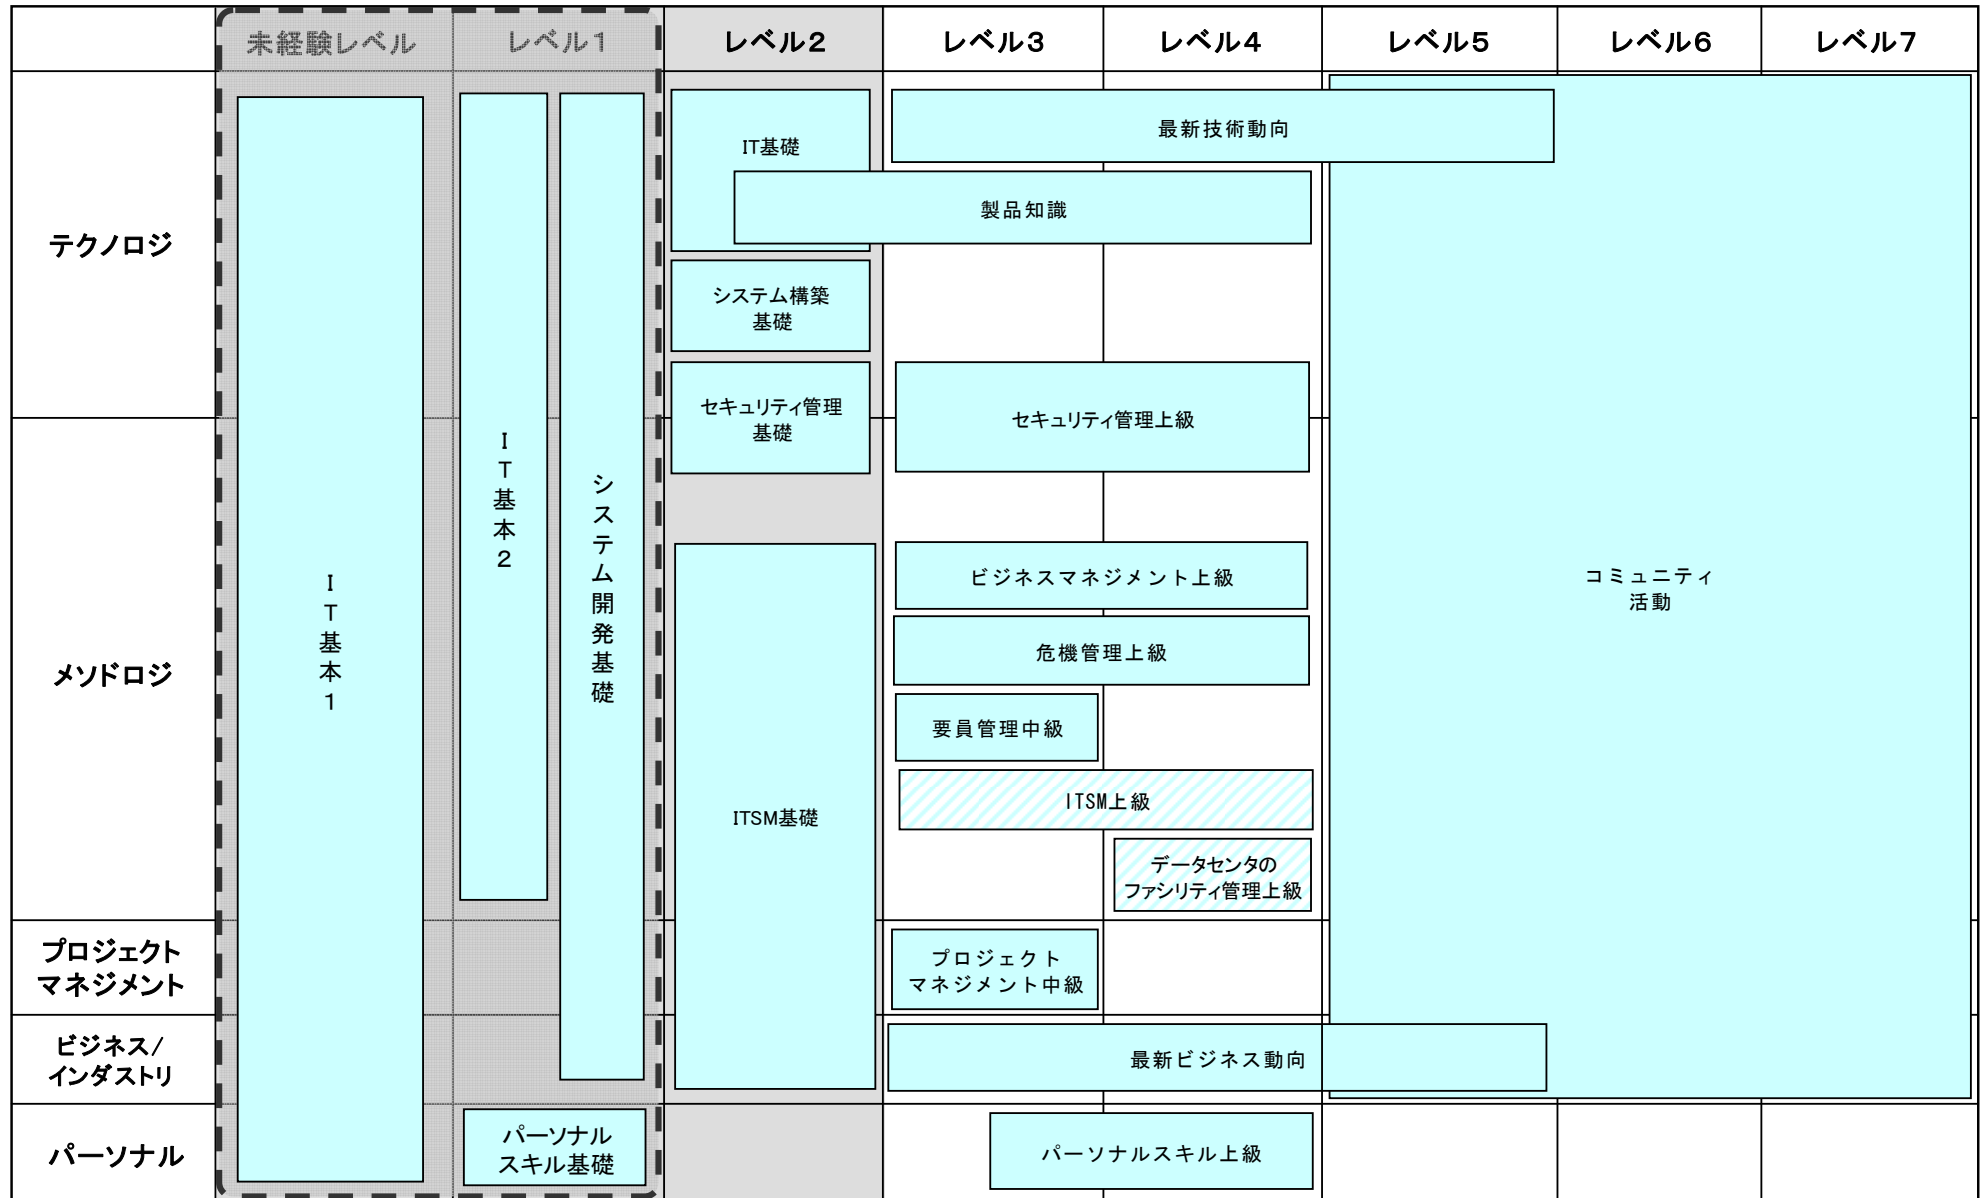 未経験レベル
レベル1
レベル2
レベル3
レベル4
レベル5
レベル6
レベル7
テクノロジ
メソドロジ
プロジェクト
マネジメント
ビジネス/
インダストリ
パーソナル
IT基本1
IT基本2
システム開発基礎
パーソナル
スキル基礎
IT基礎
システム構築
基礎
セキュリティ管理
基礎
ITSM基礎
最新技術動向
製品知識
セキュリティ管理上級
ビジネスマネジメント上級
危機管理上級
要員管理中級
ITSM上級
データセンタの
ファシリティ管理上級
プロジェクト
マネジメント中級
最新ビジネス動向
パーソナルスキル上級
コミュニティ
活動